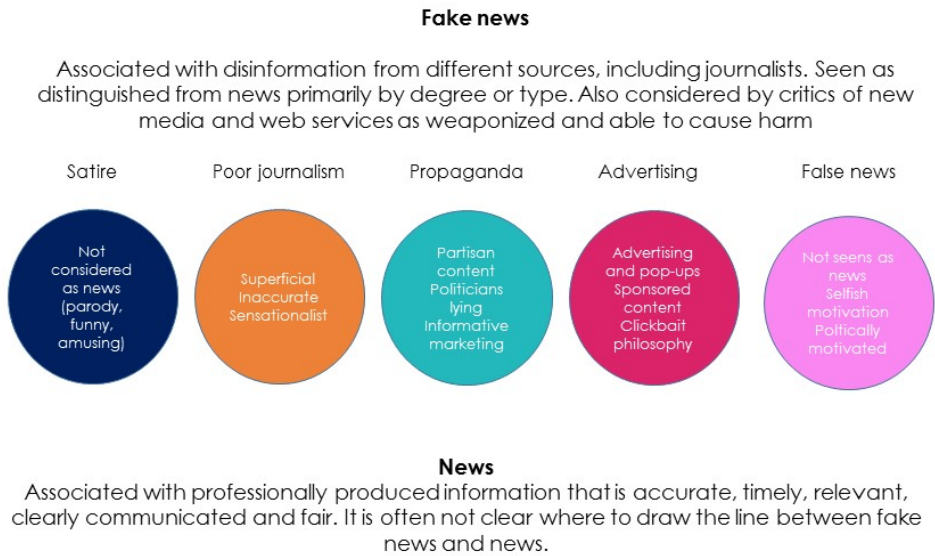 Fake news
Associated with disinformation from different sources, including journalists. Seen as
distinguished from news primarily by degree or type. Also considered by critics of new
media and web services as weaponized and able to cause harm
Satire
Poor journalism
Propaganda
Advertising
False news
Not
considered
as news
(parody,
funny,
amusing)
Superficial
Inaccurate
Sensationalist
Partisan
content
Politicians
lying
Informative
marketing
Advertising
and pop-ups
Sponsored
content
Clickbait
philosophy
Not seens as
news
Selfish
motivation
Poltically
motivated
News
Associated with professionally produced information that is accurate, timely, relevant,
clearly communicated and fair. It is often not clear where to draw the line between fake
news and news.